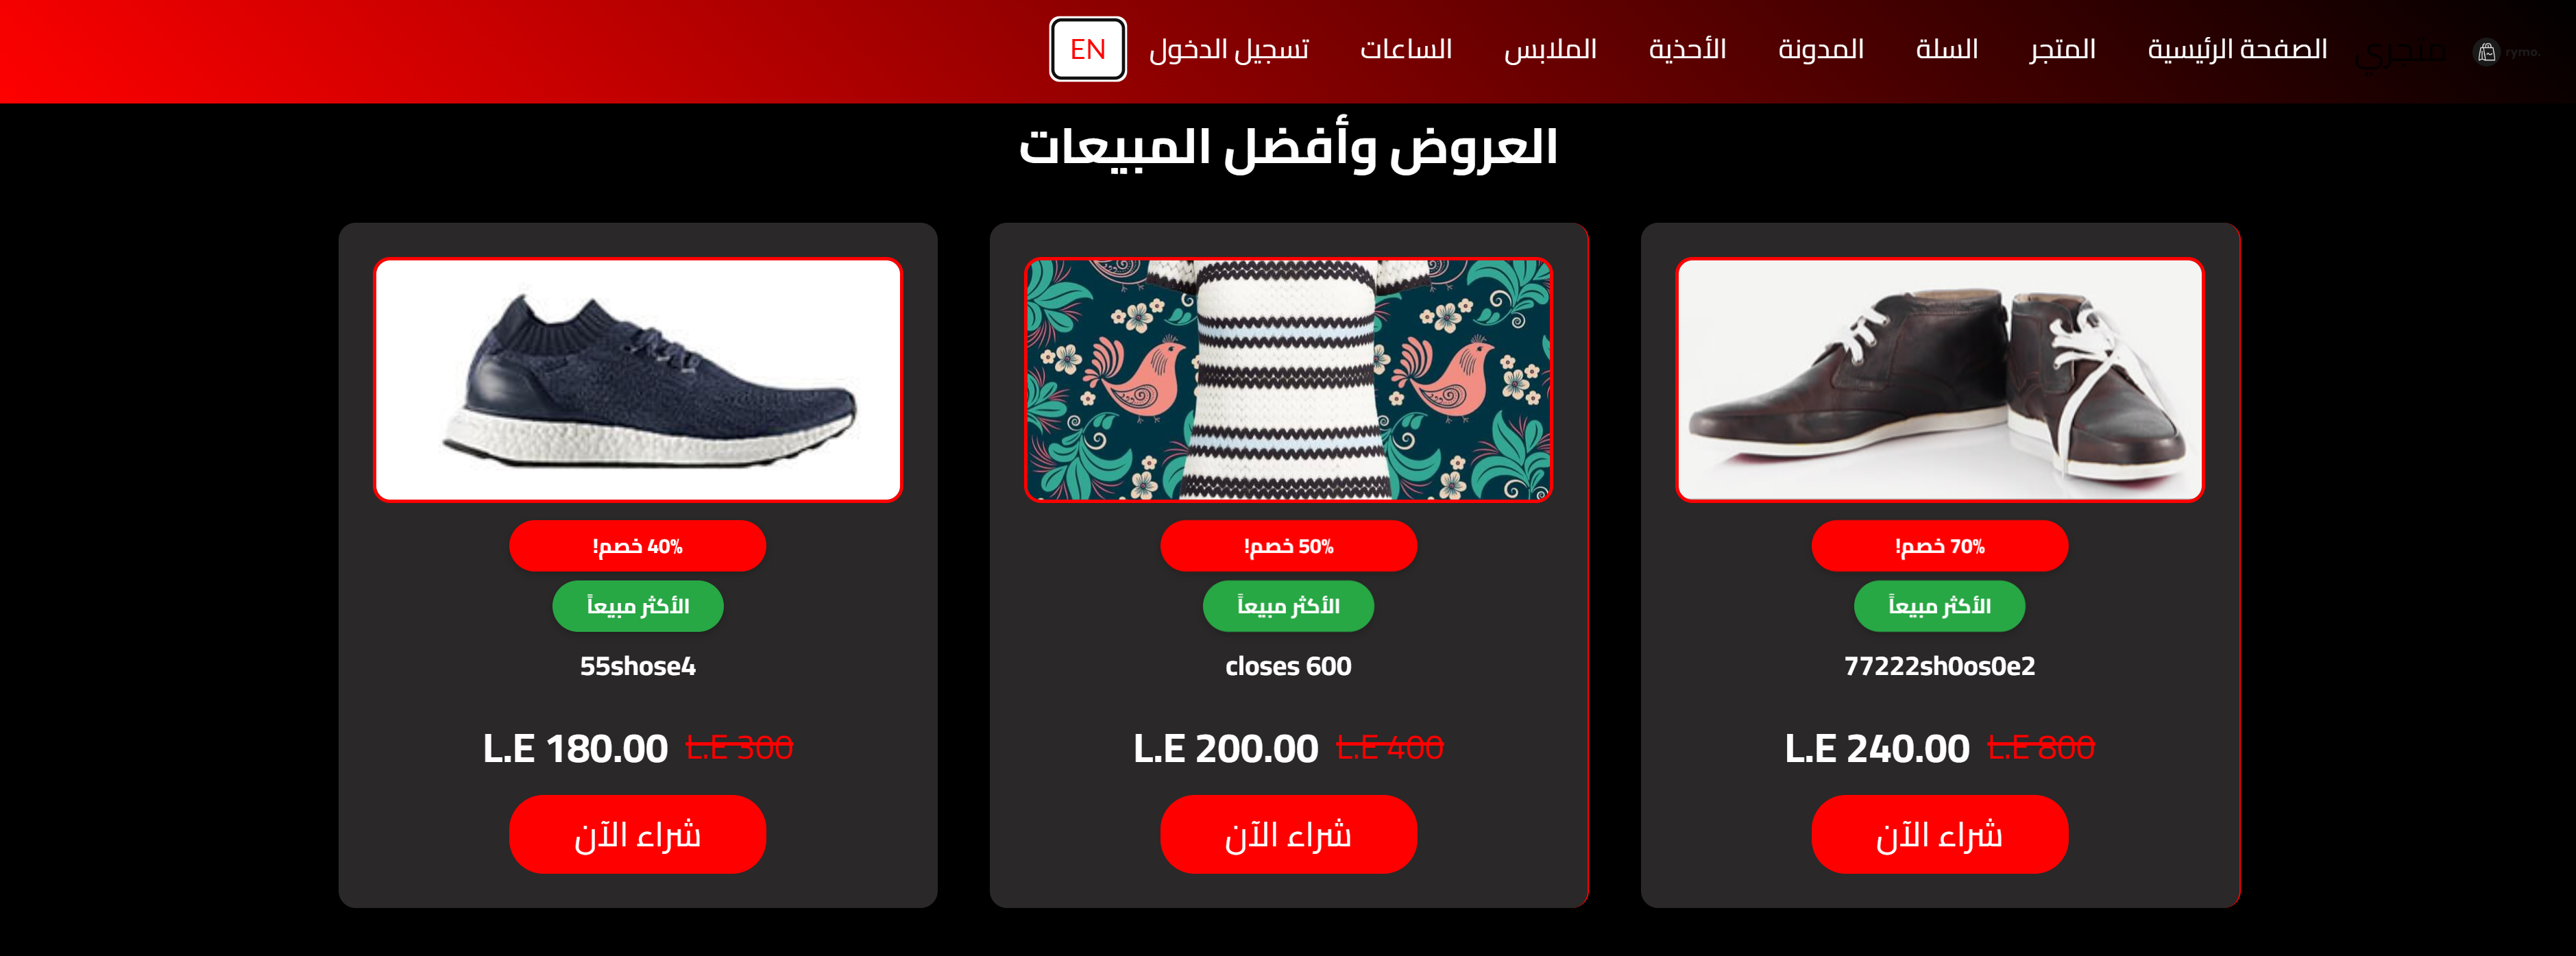 rymo.
متجري
الصفحة الرئيسية
المتجر
السلة
المدونة
الأحذية
الملابس
الساعات
تسجيل الدخول
EN
العروض وأفضل المبيعات
70% خصم!
الأكثر مبيعاً
77222sh0os0e2
L.E 240.00 L.E 800
شراء الآن
50% خصم!
الأكثر مبيعاً
closes 600
L.E 200.00 L.E 400
شراء الآن
40% خصم!
الأكثر مبيعاً
55shose4
L.E 180.00 L.E 300
شراء الآن